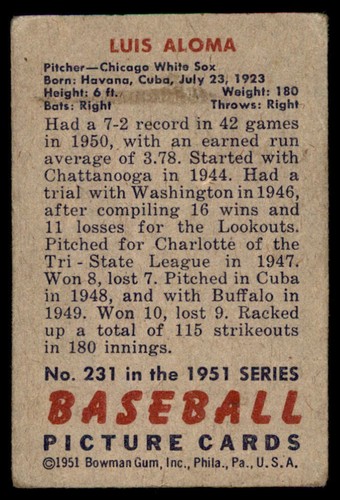 LUIS ALOMA
Pitcher—Chicago White Sox
Born: Havana, Cuba, July 23, 1923
Height: 6 ft. Weight: 180
Bats: Right Throws: Right
Had a 7-2 record in 42 games
in 1950, with an earned run
average of 3.78. Started with
Chattanooga in 1944. Had a
trial with Washington in 1946,
after compiling 16 wins and
11 losses for the Lookouts.
Pitched for Charlotte of the
Tri - State League in 1947.
Won 8, lost 7. Pitched in Cuba
in 1948, and with Buffalo in
1949. Won 10, lost 9. Racked
up a total of 115 strikeouts
in 180 innings.
No. 231 in the 1951 SERIES
BASEBALL
PICTURE CARDS
©1951 Bowman Gum, Inc., Phila., Pa., U.S.A.